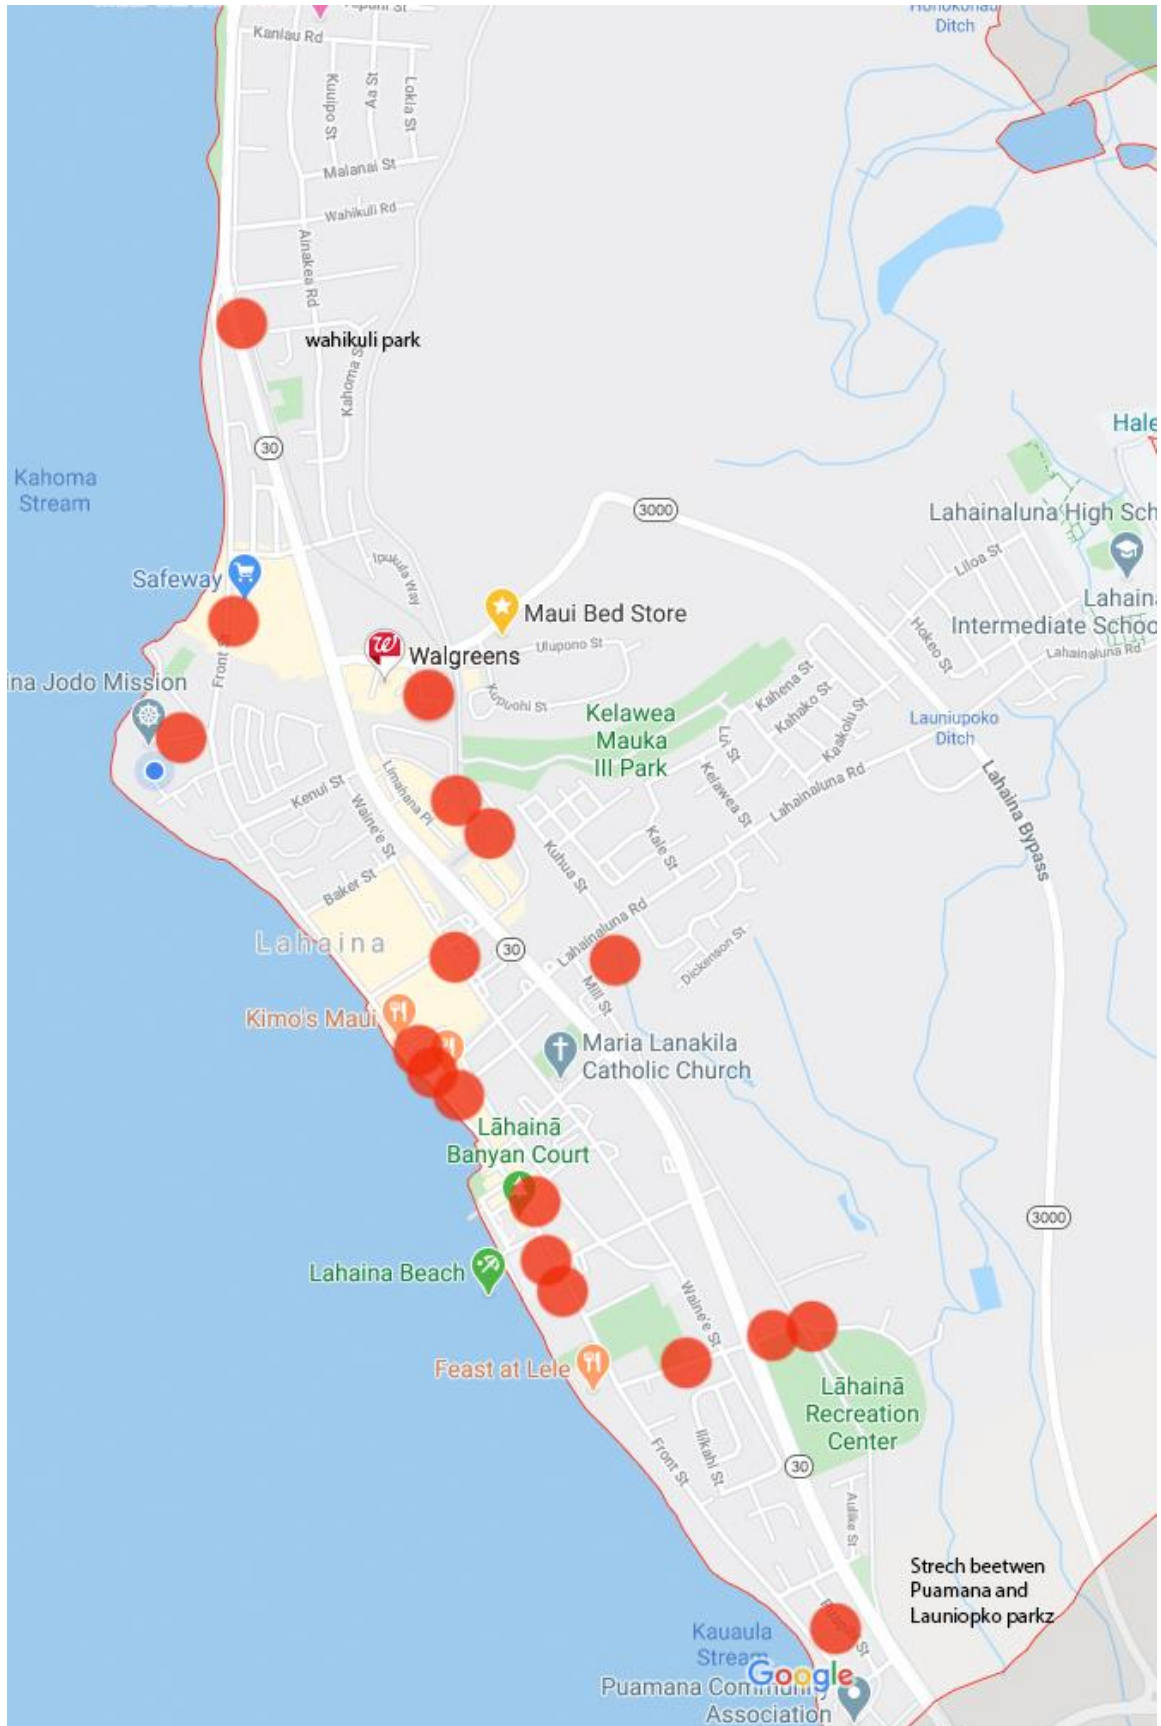 Honokohau
Ditch
Kaniau Rd
Kuuipo St
Aa St
Lokia St
Malanai St
Wahikuli Rd
Ainakea Rd
wahikuli park
Kahoma St
30
Kahoma
Stream
Hale
3000
Lahainaluna High Sch
Liloa St
Safeway
Ipukula Way
Maui Bed Store
Lahain
Intermediate Schoo
Hokeo St
Lahainaluna Rd
Ulupono St
Walgreens
Front S
ina Jodo Mission
Kupuohi St
Kelawea
Mauka
III Park
Kahena St
Kahako St
Kaakolu St
Lui St
Kelawea St
Launiupoko
Ditch
Lahainaluna Rd
Lahaina Bypass
Limahana Pl
Kenui St
Waine'e St
Baker St
Kuhua St
Kale St
Lahaina
30
Lahainaluna Rd
Dickenson St
Mill St
Kimo's Maui
Maria Lanakila
Catholic Church
Lāhainā
Banyan Court
3000
Lahaina Beach
Waine'e St
Feast at Lele
Lāhainā
Recreation
Center
Ilikahi St
Front St
30
Aulike St
Strech beetwen
Puamana and
Launiopko parkz
Kauaula
Stream
Google
Puamana Community
Association